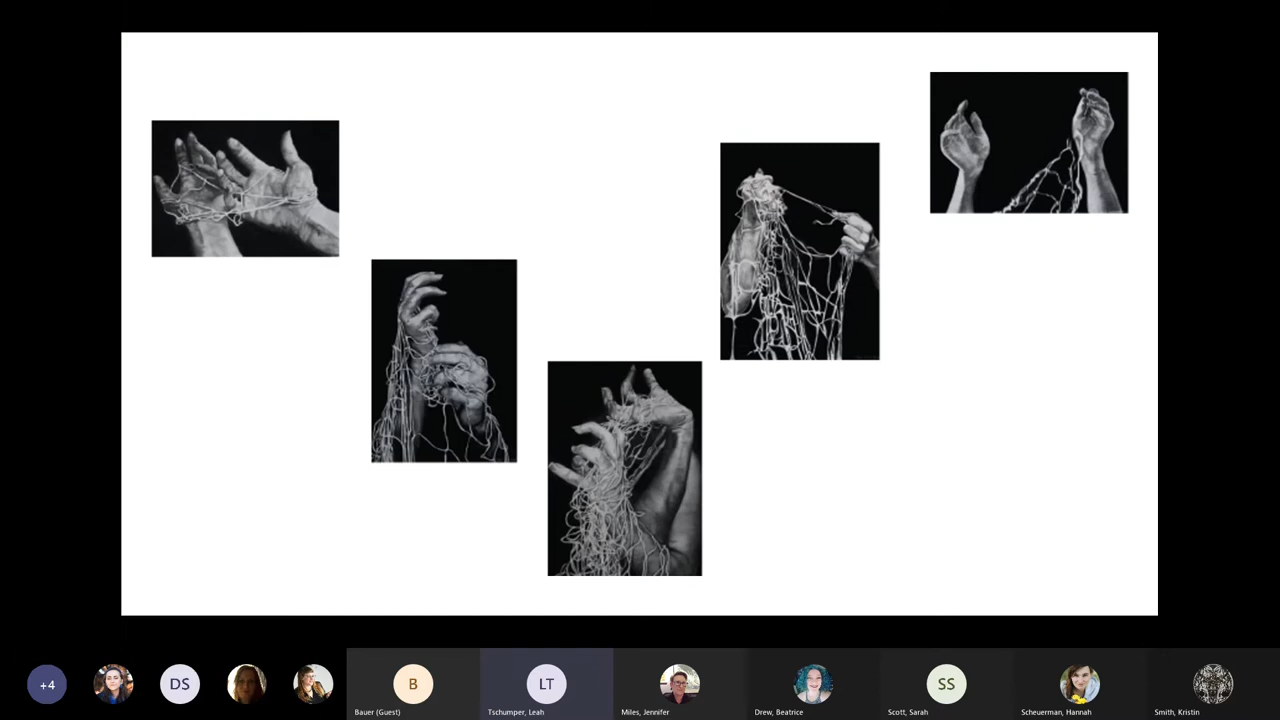 +4
DS
B
Bauer (Guest)
LT
Tschumper, Leah
Miles, Jennifer
Drew, Beatrice
SS
Scott, Sarah
Scheuerman, Hannah
Smith, Kristin